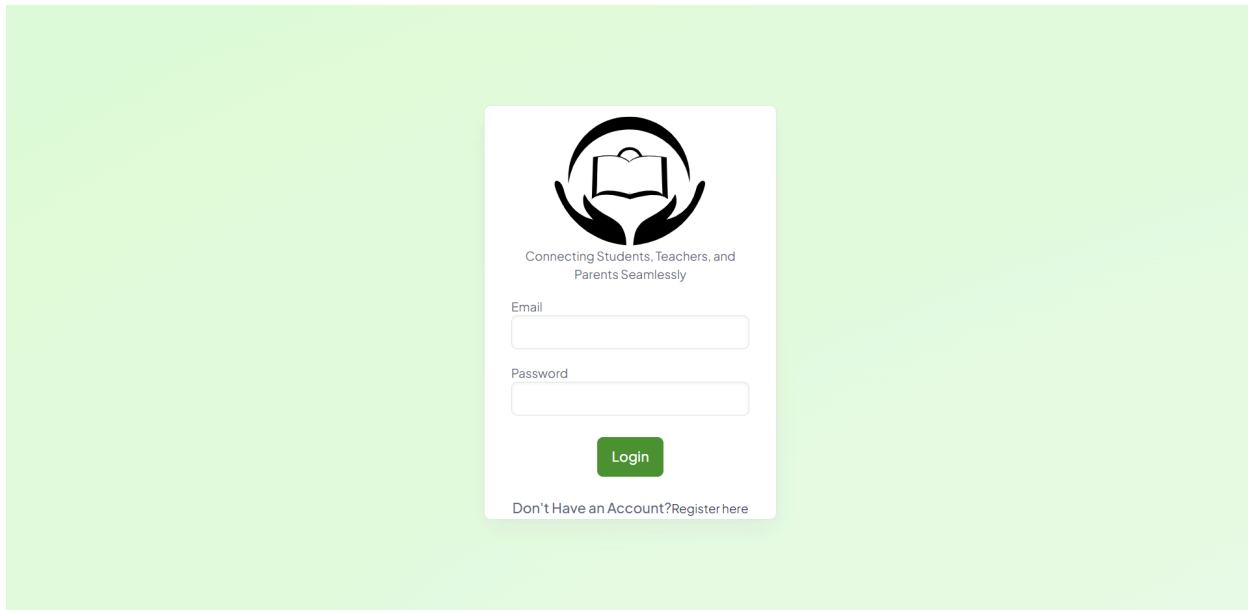 Connecting Students, Teachers, and
Parents Seamlessly
Email
Password
Login
Don't Have an Account?Register here